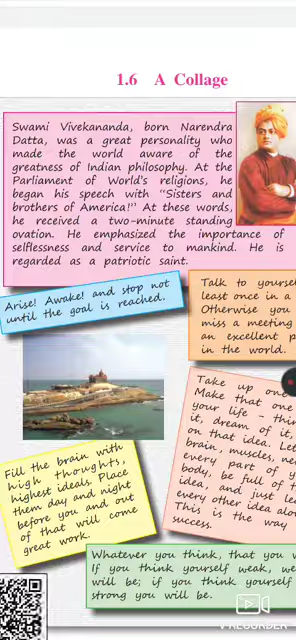 1.6 A Collage
Swami Vivekananda, born Narendra
Datta, was a great personality who
made the world aware of the
greatness of Indian philosophy. At the
Parliament of World's religions, he
began his speech with "Sisters and
brothers of America!" At these words,
he received a two-minute standing
ovation. He emphasized the importance of
selflessness and service to mankind. He is
regarded as a patriotic saint.
Arise! Awake! and stop not
until the goal is reached.
Talk to yourse
least once in a
Otherwise you
miss a meeting
an excellent p
in the world.
Take up one
Make that one
your life - thin
it, dream of it,
on that idea. Let
brain, muscles, ne
every part of y
body, be full of t
idea, and just le
every other idea alo
This is the way
success.
Fill the brain with
high thoughts,
highest ideals. Place
them day and night
before you and out
of that will come
great work.
Whatever you think, that you w
If you think yourself weak, we
will be; if you think yourself
strong you will be.
V RECORDER